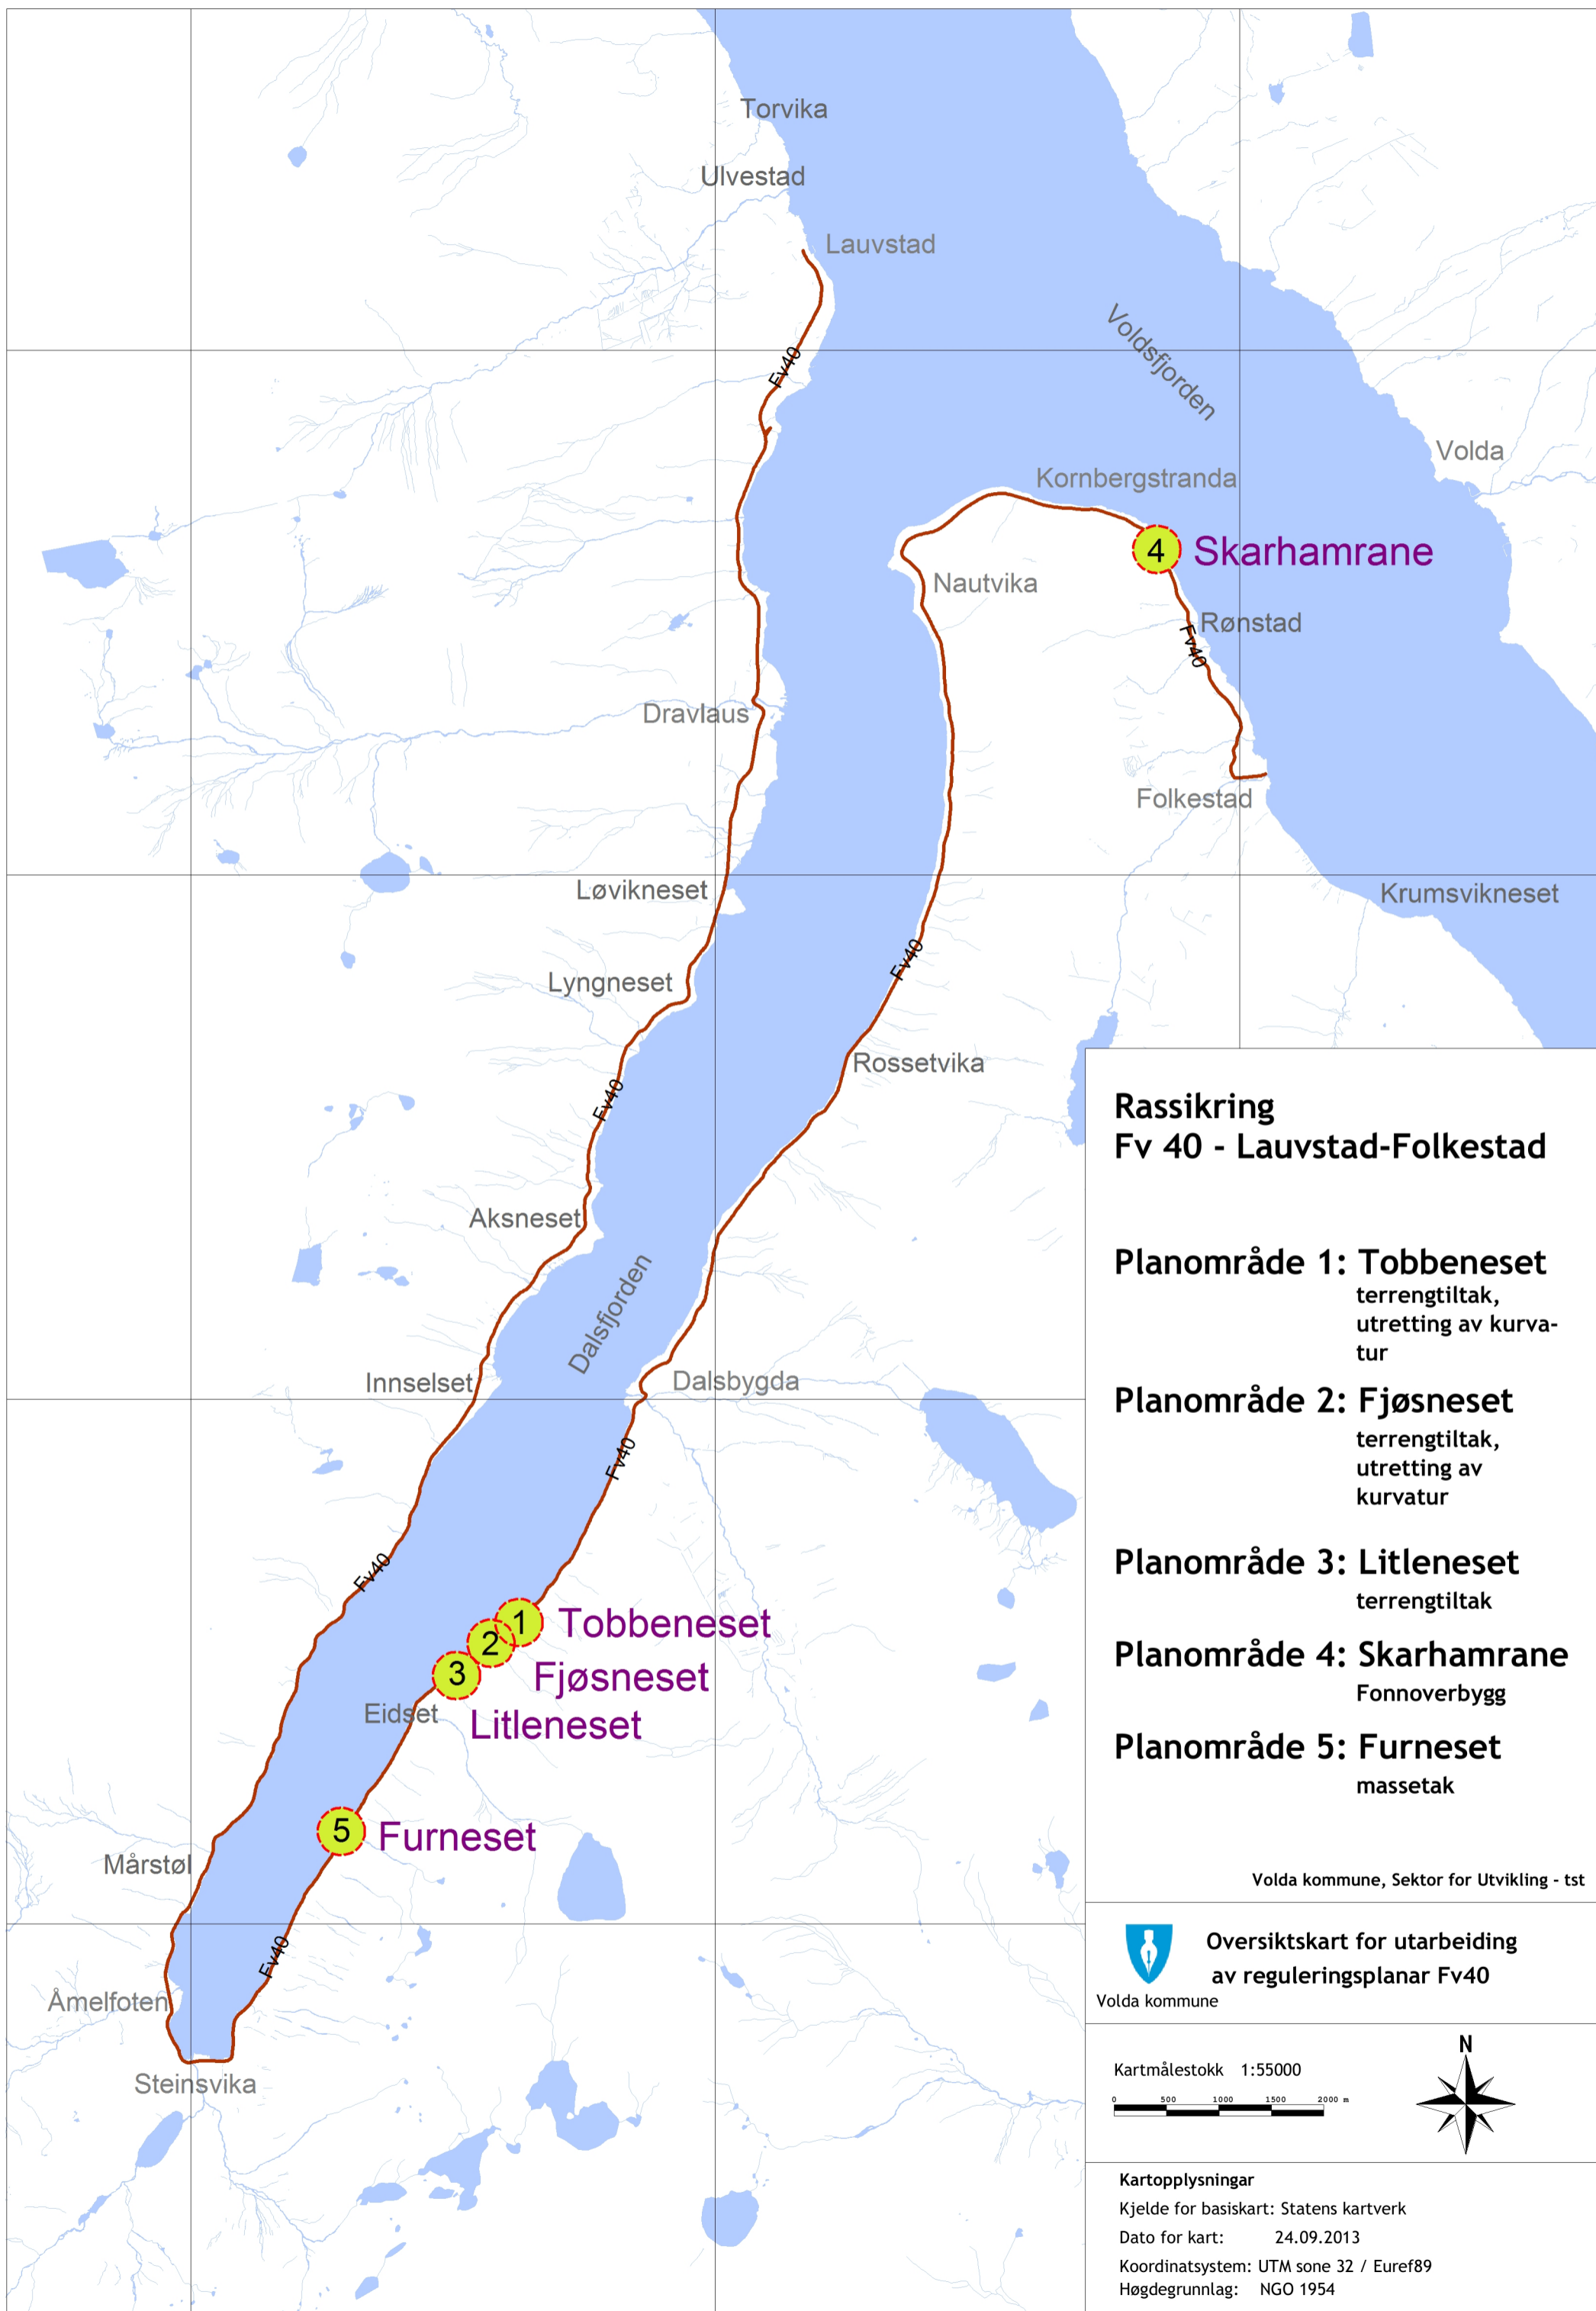 Torvika
Ulvestad
Lauvstad
Fv40
Voldsfjorden
Volda
Kornbergstranda
4 Skarhamrane
Nautvika
Rønstad
Fv40
Dravlaus
Folkestad
Løvikneset
Krumsvikneset
Fv40
Lyngneset
Rossetvika
Fv40
Aksneset
Dalsfjorden
Innselset
Dalsbygda
Fv40
Fv40
1 Tobbeneset
2 Fjøsneset
3 Litleneset
Eidset
5 Furneset
Mårstøl
Fv40
Åmelfoten
Steinsvika
Rassikring
Fv 40 - Lauvstad-Folkestad
Planområde 1: Tobbeneset
terrengtiltak,
utretting av kurva-
tur
Planområde 2: Fjøsneset
terrengtiltak,
utretting av
kurvatur
Planområde 3: Litleneset
terrengtiltak
Planområde 4: Skarhamrane
Fonnoverbygg
Planområde 5: Furneset
massetak
Volda kommune, Sektor for Utvikling - tst
Oversiktskart for utarbeiding
av reguleringsplanar Fv40
Volda kommune
N
Kartmålestokk 1:55000
0 500 1000 1500 2000 m
Kartopplysningar
Kjelde for basiskart: Statens kartverk
Dato for kart: 24.09.2013
Koordinatsystem: UTM sone 32 / Euref89
Høgdegrunnlag: NGO 1954